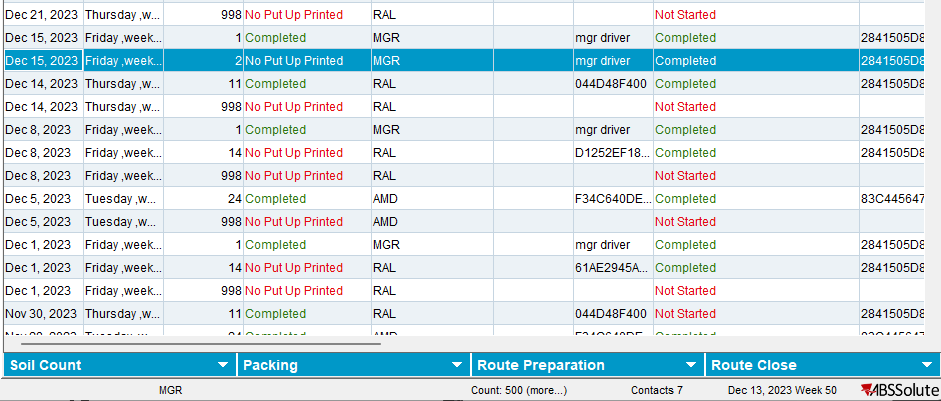 Dec 21, 2023 Thursday ,w... 998 No Put Up Printed RAL Not Started
Dec 15, 2023 Friday ,week... 1 Completed MGR mgr driver Completed 2841505D8
Dec 15, 2023 Friday ,week... 2 No Put Up Printed MGR mgr driver Completed 2841505D8
Dec 14, 2023 Thursday ,w... 11 Completed RAL 044D48F400 Completed 2841505D8
Dec 14, 2023 Thursday ,w... 998 No Put Up Printed RAL Not Started
Dec 8, 2023 Friday ,week... 1 Completed MGR mgr driver Completed 2841505D8
Dec 8, 2023 Friday ,week... 14 No Put Up Printed RAL D1252EF18... Completed 2841505D8
Dec 8, 2023 Friday ,week... 998 No Put Up Printed RAL Not Started
Dec 5, 2023 Tuesday ,w... 24 Completed AMD F34C640DE... Completed 83C445647
Dec 5, 2023 Tuesday ,w... 998 No Put Up Printed AMD Not Started
Dec 1, 2023 Friday ,week... 1 Completed MGR mgr driver Completed 2841505D8
Dec 1, 2023 Friday ,week... 14 No Put Up Printed RAL 61AE2945A... Completed 2841505D8
Dec 1, 2023 Friday ,week... 998 No Put Up Printed RAL Not Started
Nov 30, 2023 Thursday ,w... 11 Completed RAL 044D48F400 Not Started 2841505D8
Soil Count Packing Route Preparation Route Close
MGR Count: 500 (more...) Contacts 7 Dec 13, 2023 Week 50 ABSSolute